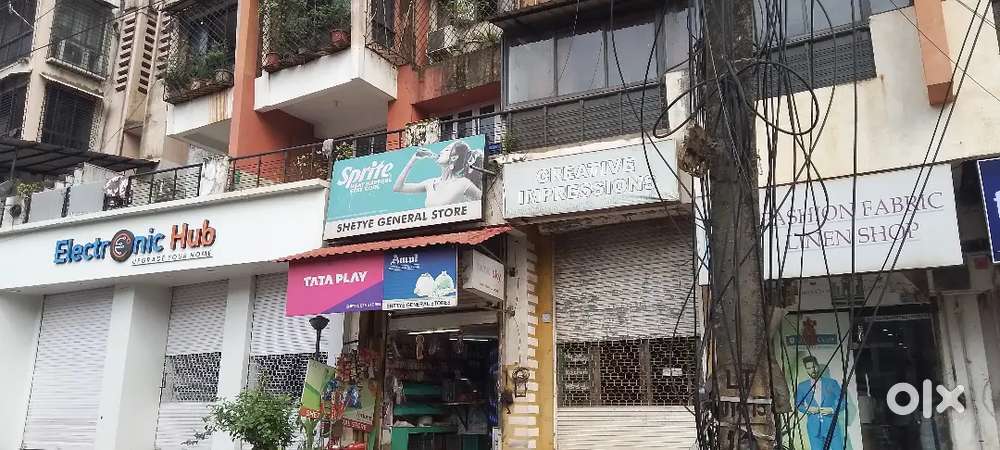 Electronic Hub
UPGRADE YOUR HOME
Sprite
SHETYE GENERAL STORE
CREATIVE
IMPRESSIONS
FASHION FABRIC
LINEN SHOP
TATA PLAY
Amul
SHETYE GENERAL STORES
olx